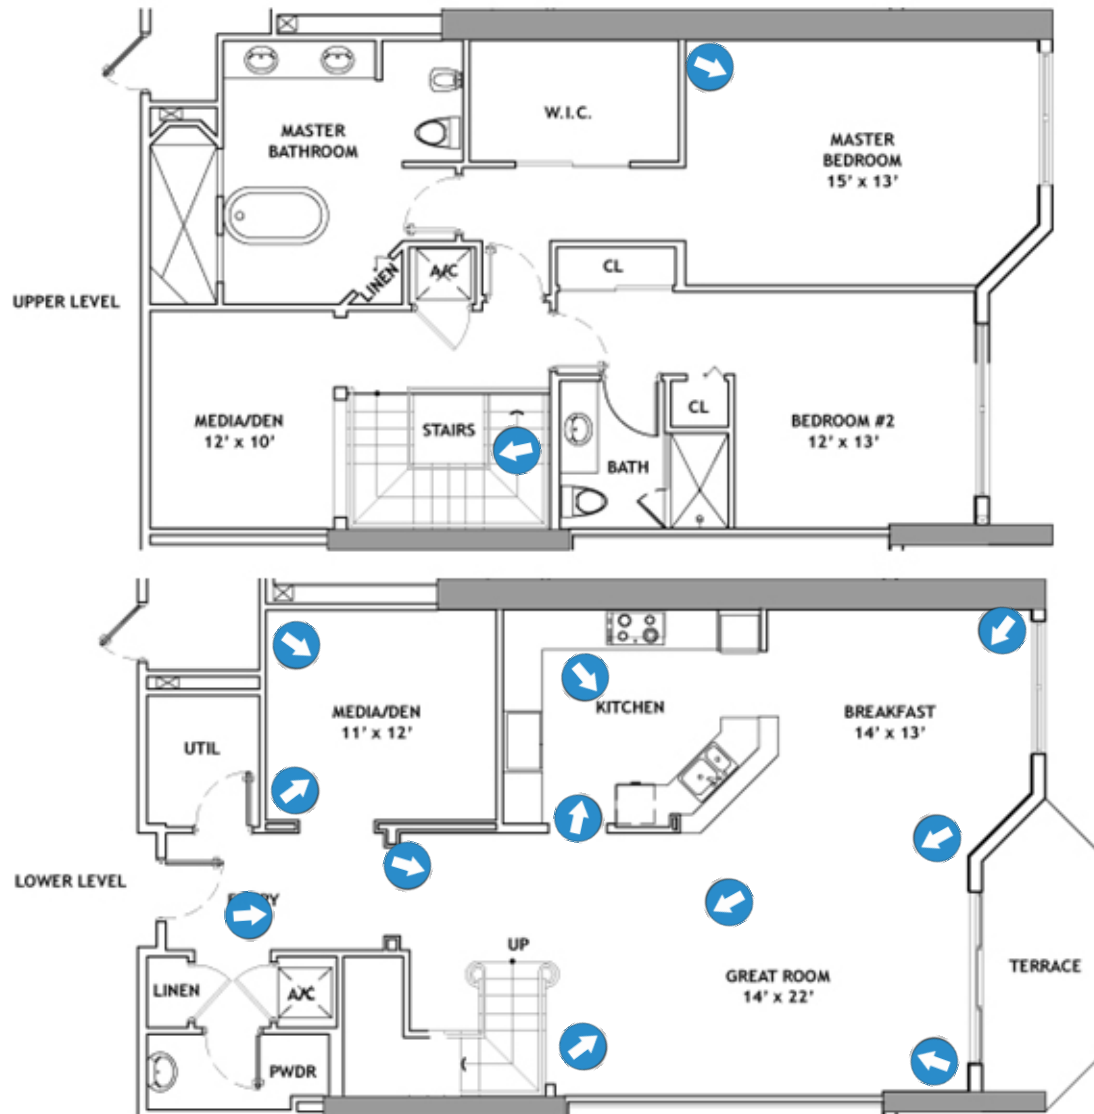 W.I.C.
MASTER
BATHROOM
MASTER
BEDROOM
15' x 13'
LINEN
A/C
CL
UPPER LEVEL
MEDIA/DEN
12' x 10'
STAIRS
CL
BEDROOM #2
12' x 13'
BATH
MEDIA/DEN
11' x 12'
KITCHEN
BREAKFAST
14' x 13'
UTIL
LOWER LEVEL
UP
LINEN
A/C
GREAT ROOM
14' x 22'
TERRACE
PWDR